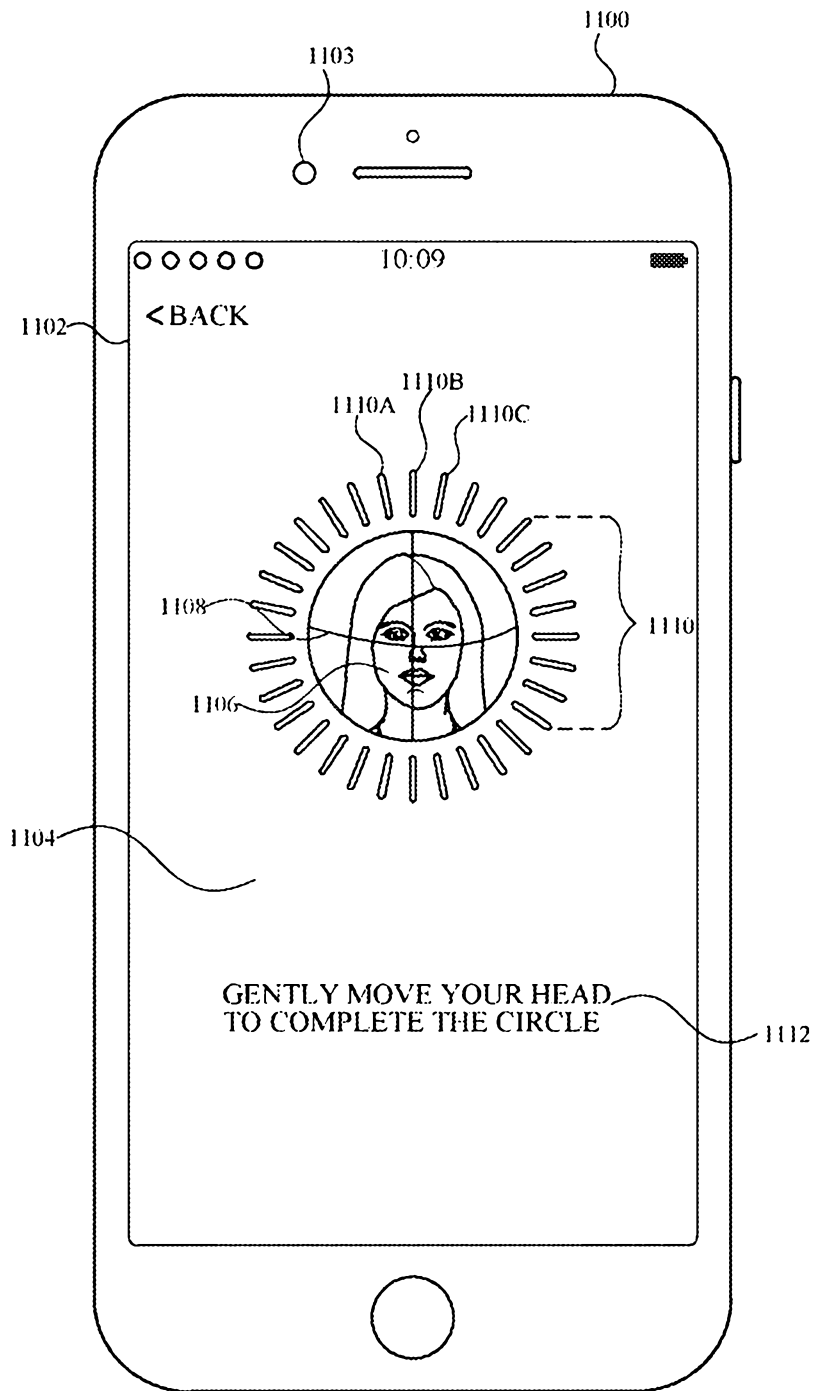 1100
1103
10:09
<BACK
1102
1110B
1110A
1110C
1108
1110
1106
1104
GENTLY MOVE YOUR HEAD
TO COMPLETE THE CIRCLE
1112